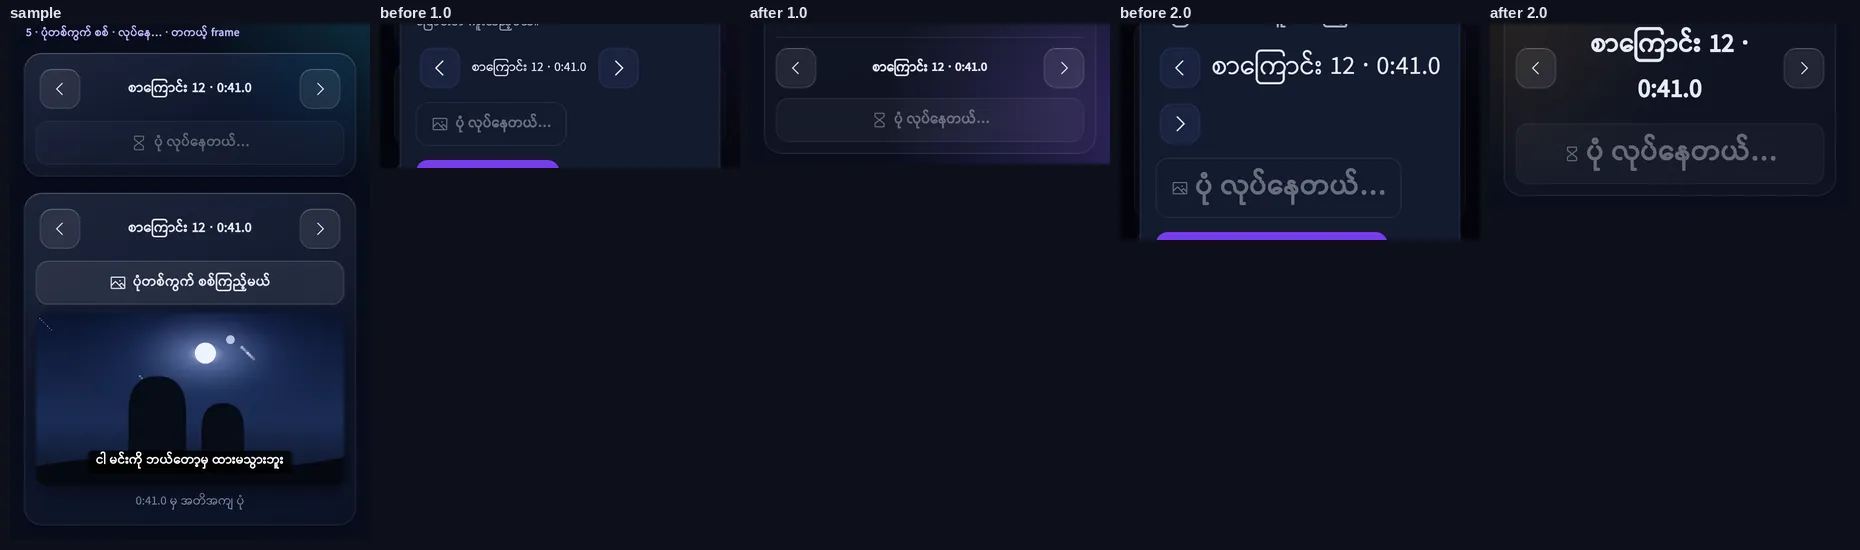 sample
5 · ပုံတစ်ကွက် စစ် · လုပ်နေ... · တကယ့် frame
စာကြောင်း 12 · 0:41.0
ပုံ လုပ်နေတယ်...
စာကြောင်း 12 · 0:41.0
ပုံတစ်ကွက် စစ်ကြည့်မယ်
ငါ မင်းကို ဘယ်တော့မှ ထားမသွားဘူး
0:41.0 မှ အတိအကျ ပုံ
before 1.0
စာကြောင်း 12 · 0:41.0
ပုံ လုပ်နေတယ်...
after 1.0
စာကြောင်း 12 · 0:41.0
ပုံ လုပ်နေတယ်...
before 2.0
စာကြောင်း 12 · 0:41.0
ပုံ လုပ်နေတယ်...
after 2.0
စာကြောင်း 12 ·
0:41.0
ပုံ လုပ်နေတယ်...